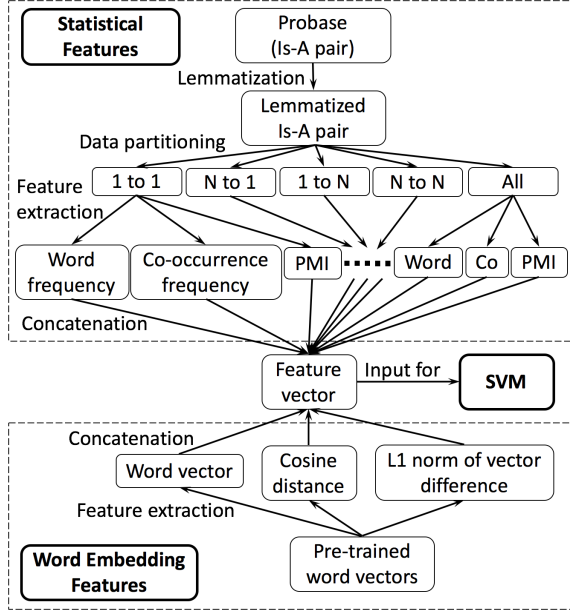 Statistical
Features
Probase
(Is-A pair)
Lemmatization
Lemmatized
Is-A pair
Data partitioning
1 to 1
N to 1
1 to N
N to N
All
Feature
extraction
Word
frequency
Co-occurrence
frequency
PMI
Word
Co
PMI
Concatenation
Feature
vector
Input for
SVM
Concatenation
Word vector
Cosine
distance
L1 norm of vector
difference
Feature extraction
Word Embedding
Features
Pre-trained
word vectors